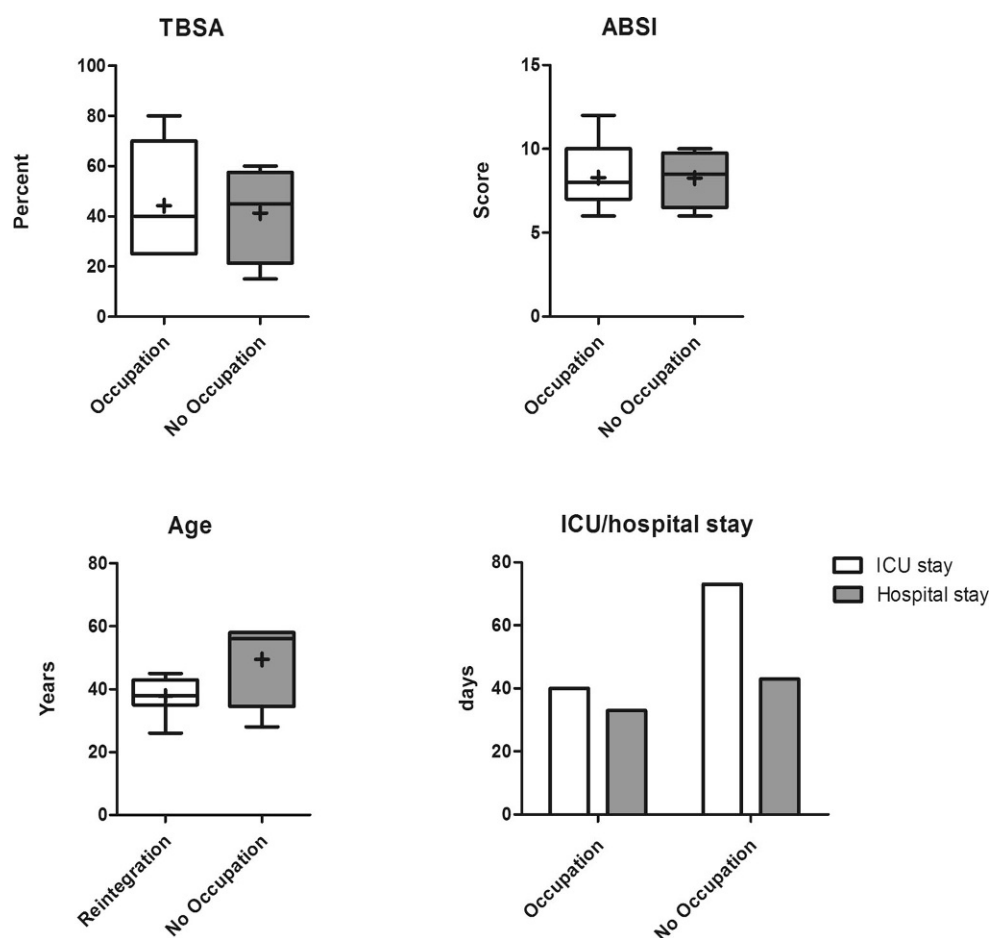 TBSA
100
80
60
40
20
0
Percent
Occupation
No Occupation
ABSI
15
10
5
0
Score
Occupation
No Occupation
Age
80
60
40
20
0
Years
Reintegration
No Occupation
ICU/hospital stay
80
60
40
20
0
days
Occupation
No Occupation
ICU stay
Hospital stay